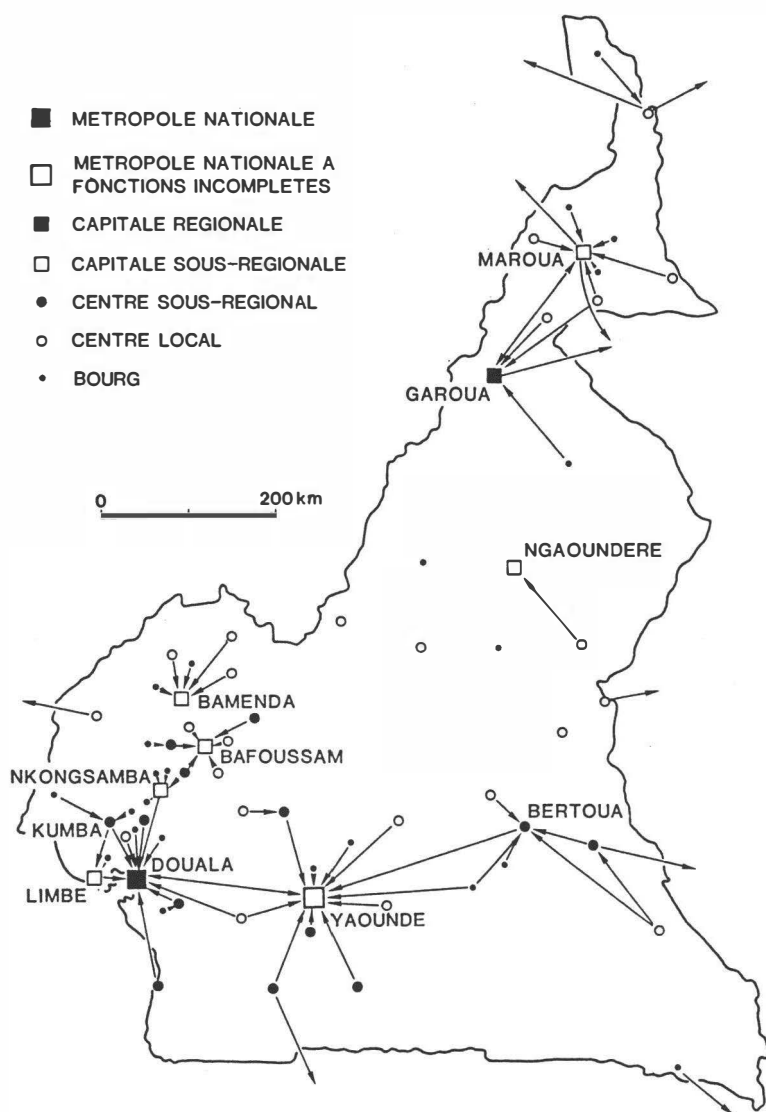 METROPOLE NATIONALE
METROPOLE NATIONALE A
FONCTIONS INCOMPLETES
CAPITALE REGIONALE
CAPITALE SOUS-REGIONALE
CENTRE SOUS-REGIONAL
CENTRE LOCAL
BOURG
0 200 km
MAROUA
GAROUA
NGAOUNDERE
BAMENDA
BAFOUSSAM
NKONGSAMBA
KUMBA
BERTOUA
DOUALA
LIMBE
YAOUNDE